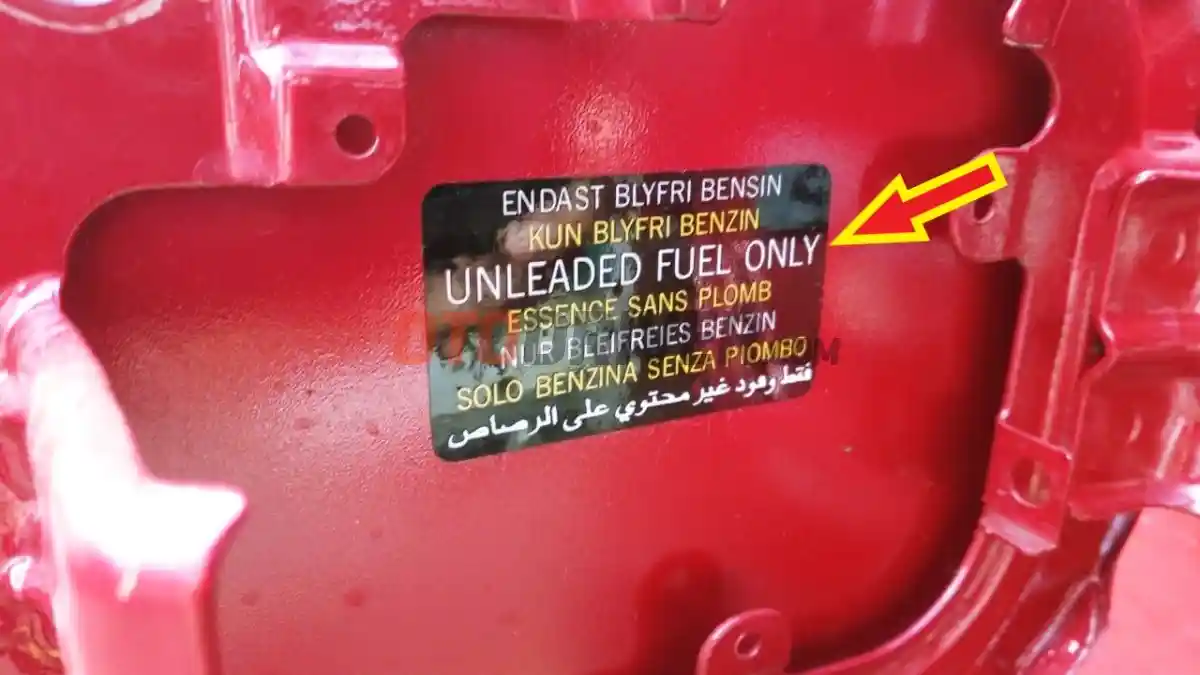 ENDAST BLYFRI BENSIN
KUN BLYFRI BENZIN
UNLEADED FUEL ONLY
ESSENCE SANS PLOMB
NUR BLEIFREIES BENZIN
SOLO BENZINA SENZA PIOMBO
فقط وقود غير محتوي على الرصاص